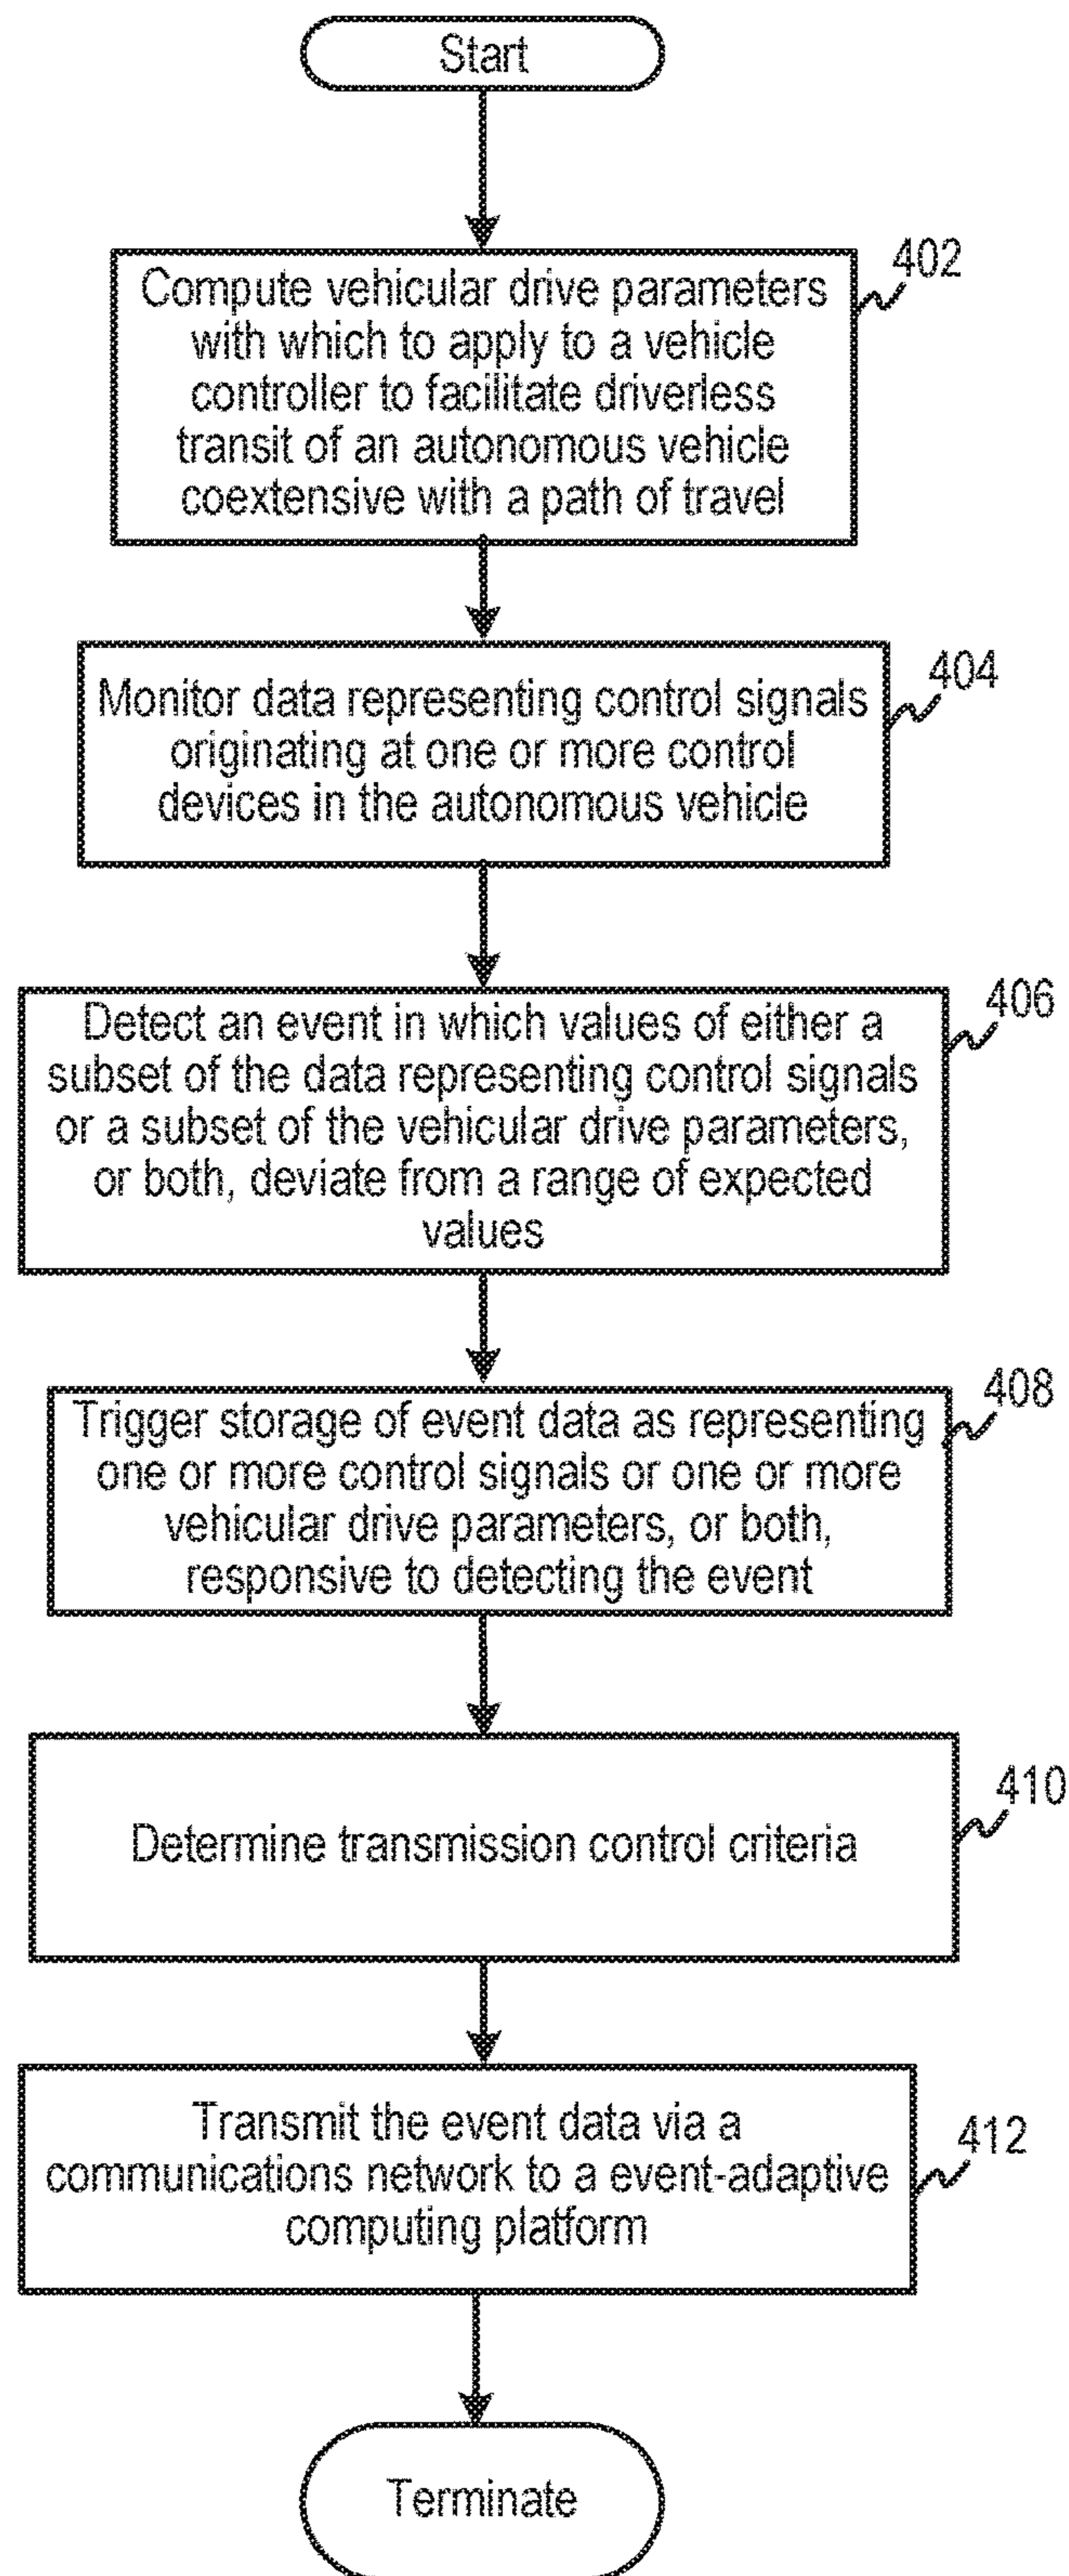 Start
402
Compute vehicular drive parameters
with which to apply to a vehicle
controller to facilitate driverless
transit of an autonomous vehicle
coextensive with a path of travel
404
Monitor data representing control signals
originating at one or more control
devices in the autonomous vehicle
406
Detect an event in which values of either a
subset of the data representing control signals
or a subset of the vehicular drive parameters,
or both, deviate from a range of expected
values
408
Trigger storage of event data as representing
one or more control signals or one or more
vehicular drive parameters, or both,
responsive to detecting the event
410
Determine transmission control criteria
412
Transmit the event data via a
communications network to a event-adaptive
computing platform
Terminate